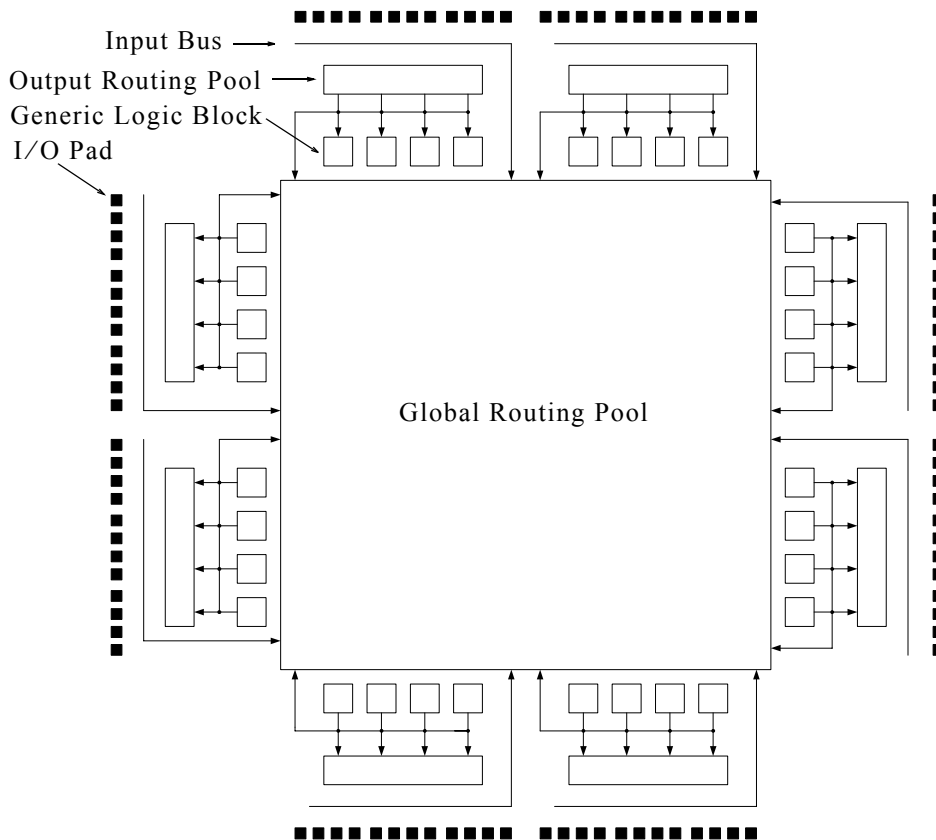 Input Bus
Output Routing Pool
Generic Logic Block
I/O Pad
Global Routing Pool